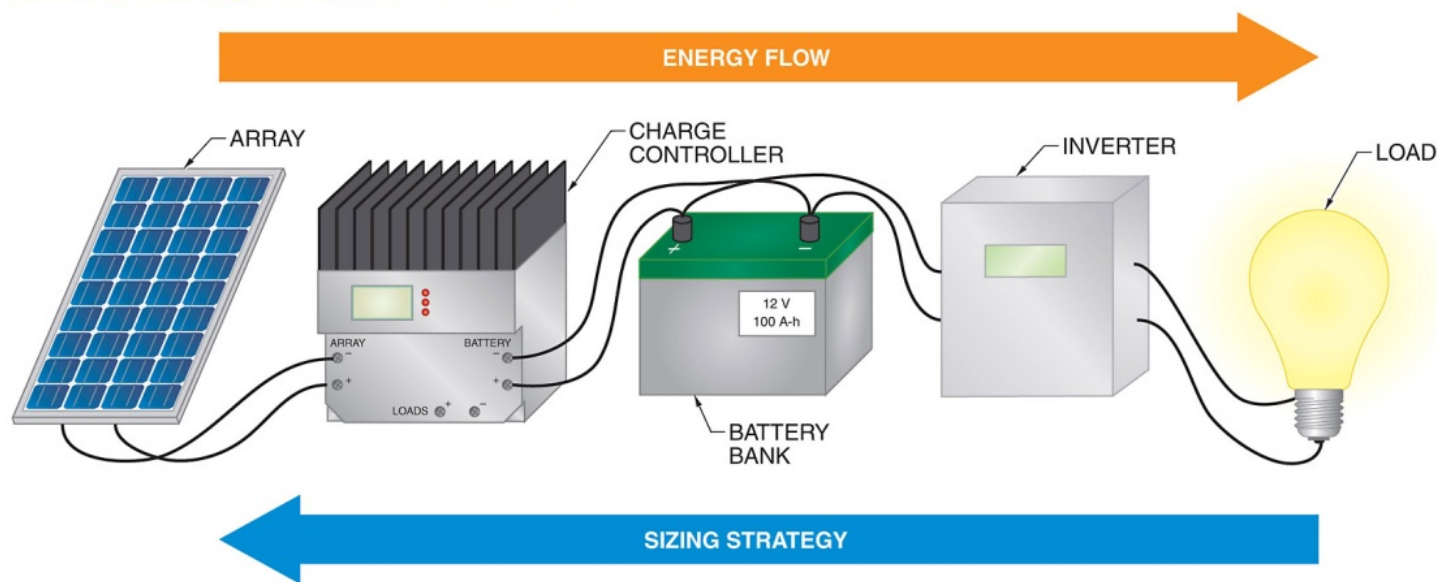 ENERGY FLOW
ARRAY
CHARGE
CONTROLLER
INVERTER
LOAD
+
−
12 V
100 A-h
ARRAY
BATTERY
−
−
+
+
LOADS
+
−
BATTERY
BANK
SIZING STRATEGY